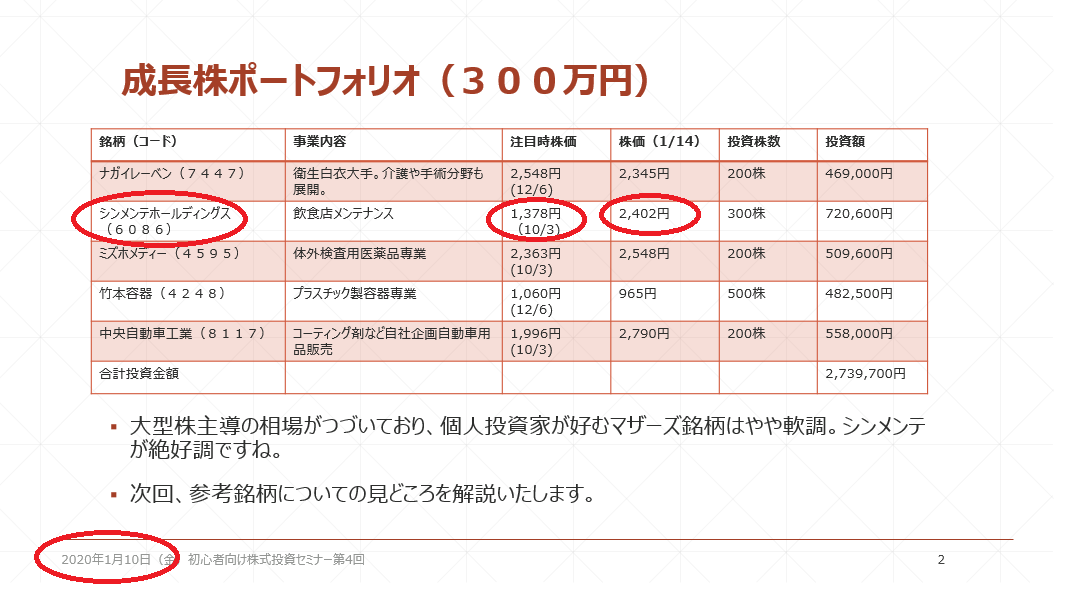 成長株ポートフォリオ（３００万円）
銘柄（コード） 事業内容 注目時株価 株価（1/14） 投資株数 投資額
ナガイレーベン（７４４７） 衛生白衣大手。介護や手術分野も 2,548円 2,345円 200株 469,000円
展開。 (12/6)
シンメンテホールディングス 飲食店メンテナンス 1,378円 2,402円 300株 720,600円
（６０８６） (10/3)
ミズホメディー（４５９５） 体外検査用医薬品専業 2,363円 2,548円 200株 509,600円
(10/3)
竹本容器（４２４８） プラスチック製容器専業 1,060円 965円 500株 482,500円
(12/6)
中央自動車工業（８１１７） コーティング剤など自社企画自動車用 1,996円 2,790円 200株 558,000円
品販売 (10/3)
合計投資金額 2,739,700円
▪ 大型株主導の相場がつづいており、個人投資家が好むマザーズ銘柄はやや軟調。シンメンテ
が絶好調ですね。
▪ 次回、参考銘柄についての見どころを解説いたします。
2020年1月10日（金） 初心者向け株式投資セミナー第4回 2